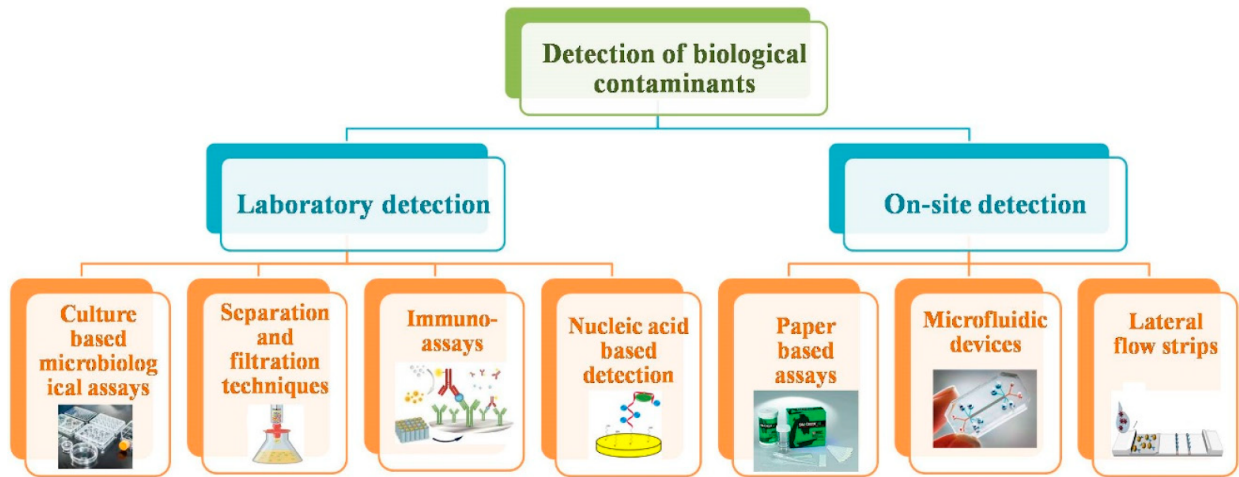 Detection of biological
contaminants
Laboratory detection
On-site detection
Culture
based
microbiolog
ical assays
Separation
and
filtration
techniques
Immuno-
assays
Nucleic acid
based
detection
Paper
based
assays
Microfluidic
devices
Lateral
flow strips